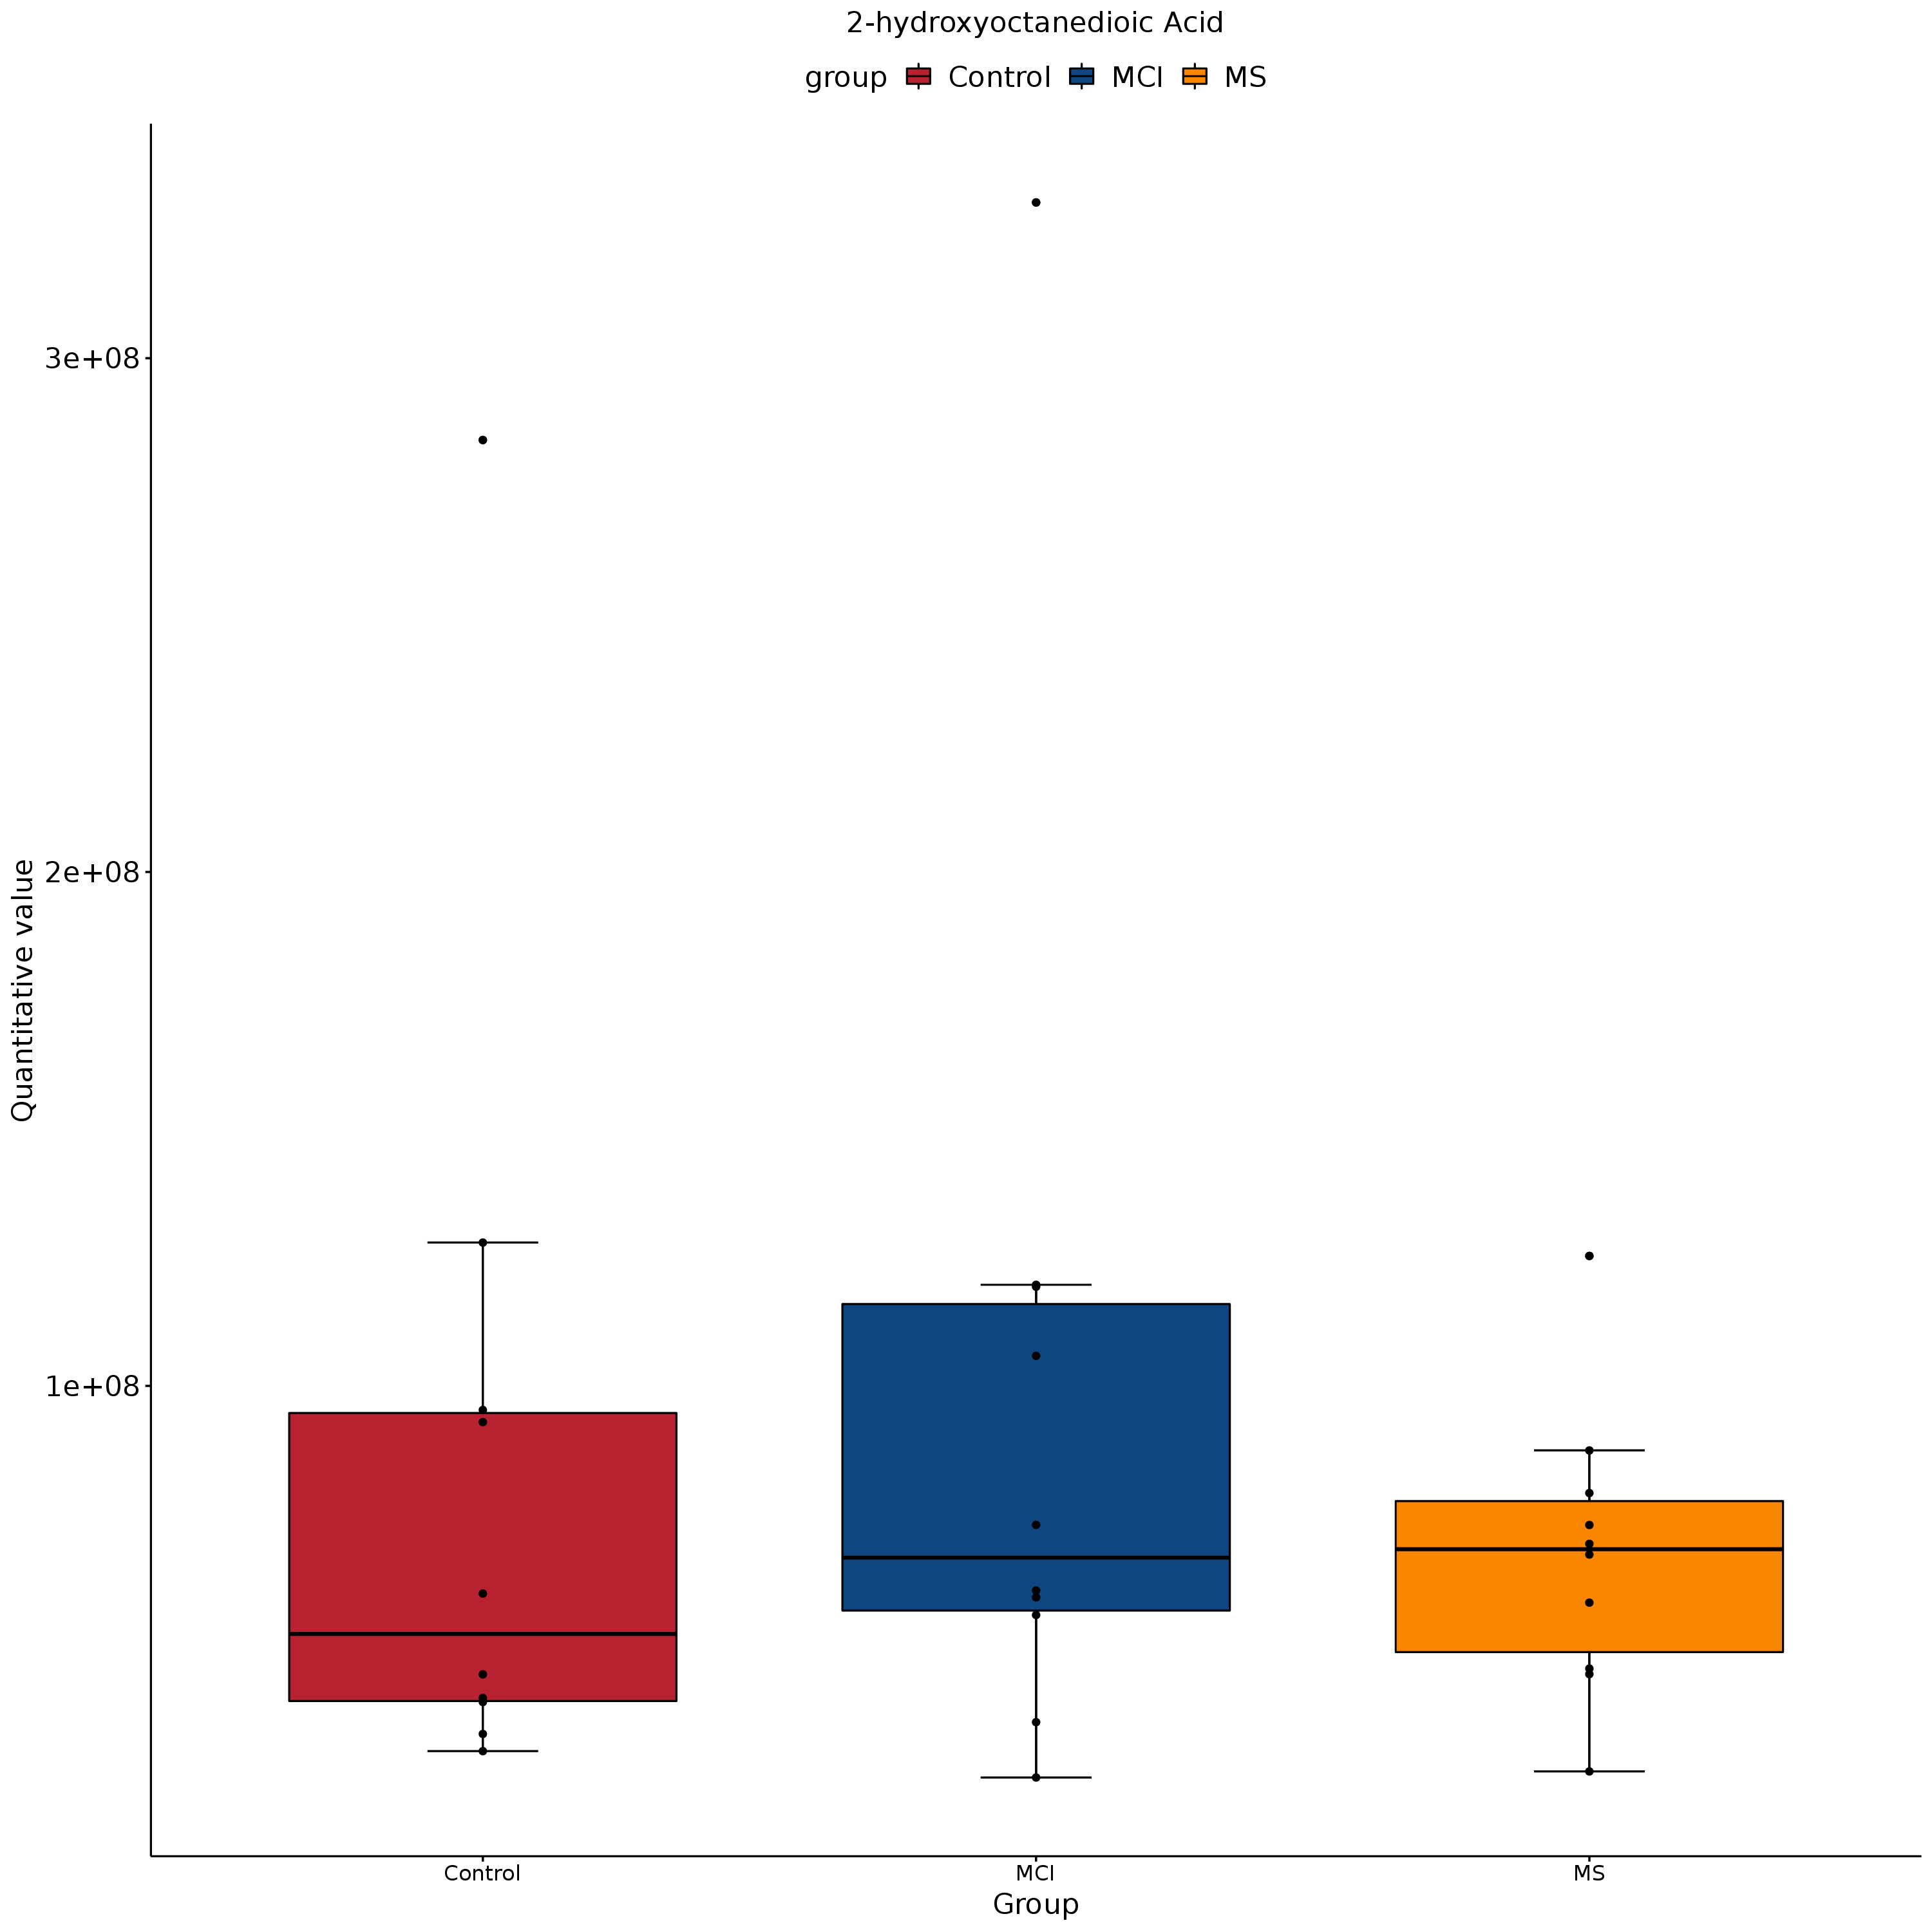 2-hydroxyoctanedioic Acid
group Control MCI MS
3e+08
2e+08
1e+08
Quantitative value
Control MCI MS
Group